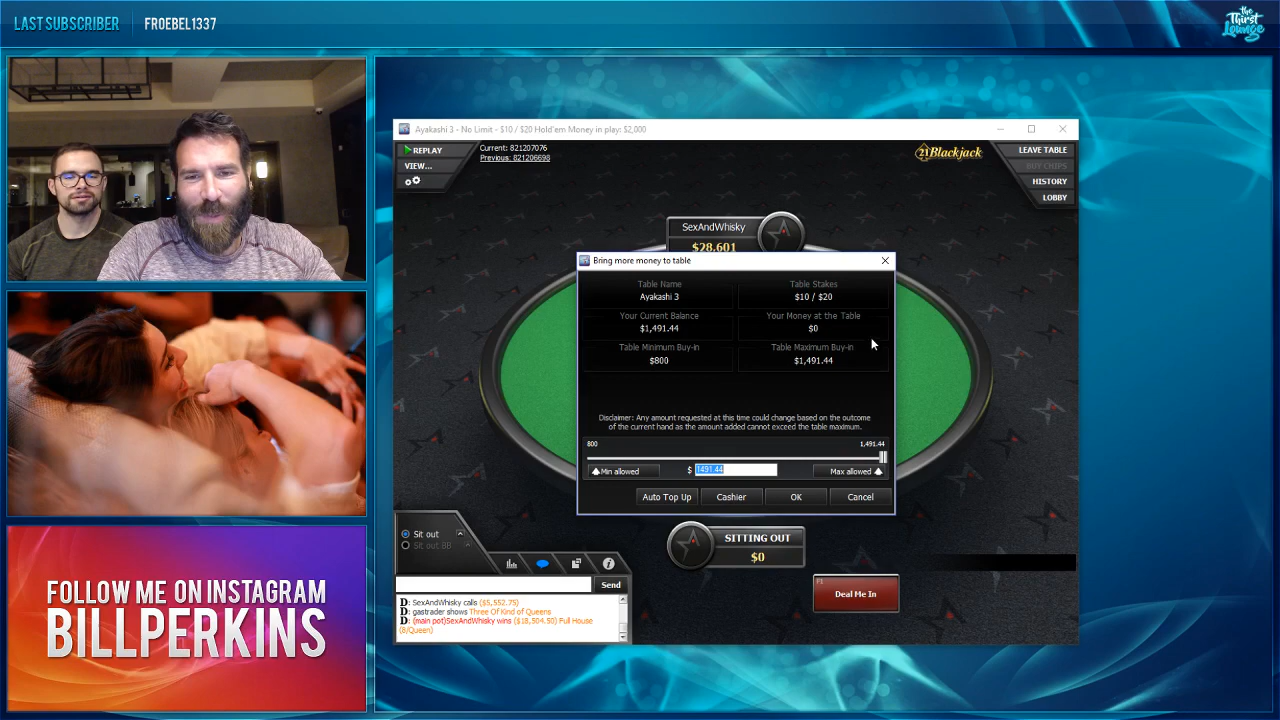 LAST SUBSCRIBER
FROEBEL1337
the
Thirst
Lounge
Ayakashi 3 - No Limit - $10 / $20 Hold'em Money in play: $2,000
REPLAY
VIEW...
Current: 821207076
Previous: 821206698
21 Blackjack
LEAVE TABLE
BUY CHIPS
HISTORY
LOBBY
SexAndWhisky
$28,601
Bring more money to table
Table Name
Ayakashi 3
Table Stakes
$10 / $20
Your Current Balance
$1,491.44
Your Money at the Table
$0
Table Minimum Buy-in
$800
Table Maximum Buy-in
$1,491.44
Disclaimer: Any amount requested at this time could change based on the outcome
of the current hand as the amount added cannot exceed the table maximum.
800
1,491.44
Min allowed
$ 1491.44
Max allowed
Auto Top Up
Cashier
OK
Cancel
Sit out
Sit out BB
SITTING OUT
$0
F1
Deal Me In
Send
D: SexAndWhisky calls ($5,552.75)
D: gastrader shows Three Of Kind of Queens
D: (main pot)SexAndWhisky wins ($18,504.50) Full House
(8/Queen)
FOLLOW ME ON INSTAGRAM
BILLPERKINS